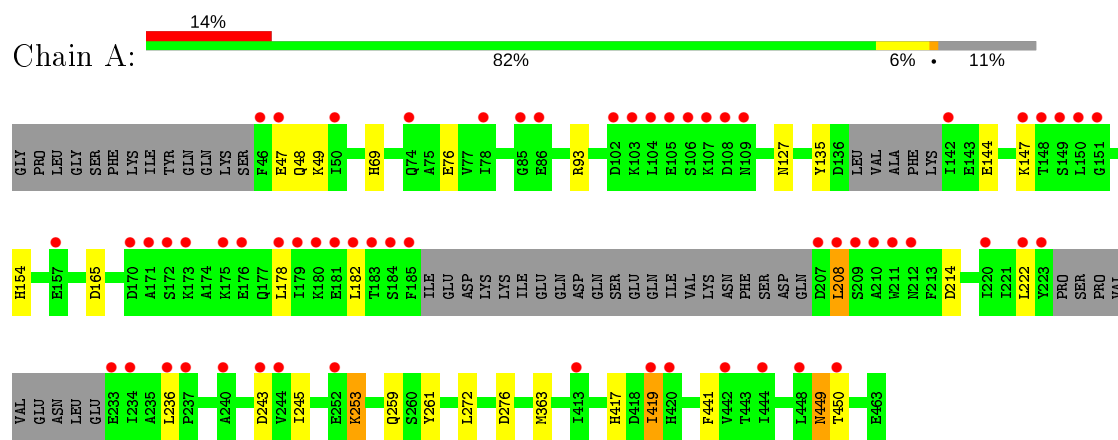 14%
Chain A:
82% 6% • 11%
GLY PRO LEU GLY SER PHE LYS ILE TYR GLN GLN LYS SER F46 E47 Q48 K49 I50 H69 Q74 A75 E76 V77 I78 G85 E86 R93 D102 K103 L104 E105 S106 K107 D108 N109 N127 Y135 D136 LEU VAL ALA PHE LYS I142 E143 E144 K147 T148 S149 L150 G151
H154 E157 D165 D170 A171 S172 K173 A174 K175 E176 Q177 L178 I179 K180 E181 L182 T183 S184 F185 ILE GLU ASP LYS LYS ILE GLU GLN ASP GLN SER GLU GLN ILE VAL LYS ASN PHE SER ASP GLN D207 L208 S209 A210 W211 N212 F213 D214 I220 I221 L222 Y223 PRO SER PRO VAL
VAL GLU ASN LEU GLU E233 I234 A235 L236 P237 A240 D243 V244 I245 E252 K253 Q259 S260 Y261 L272 D276 M363 I413 H417 D418 I419 H420 F441 V442 T443 I444 L448 N449 T450 E463